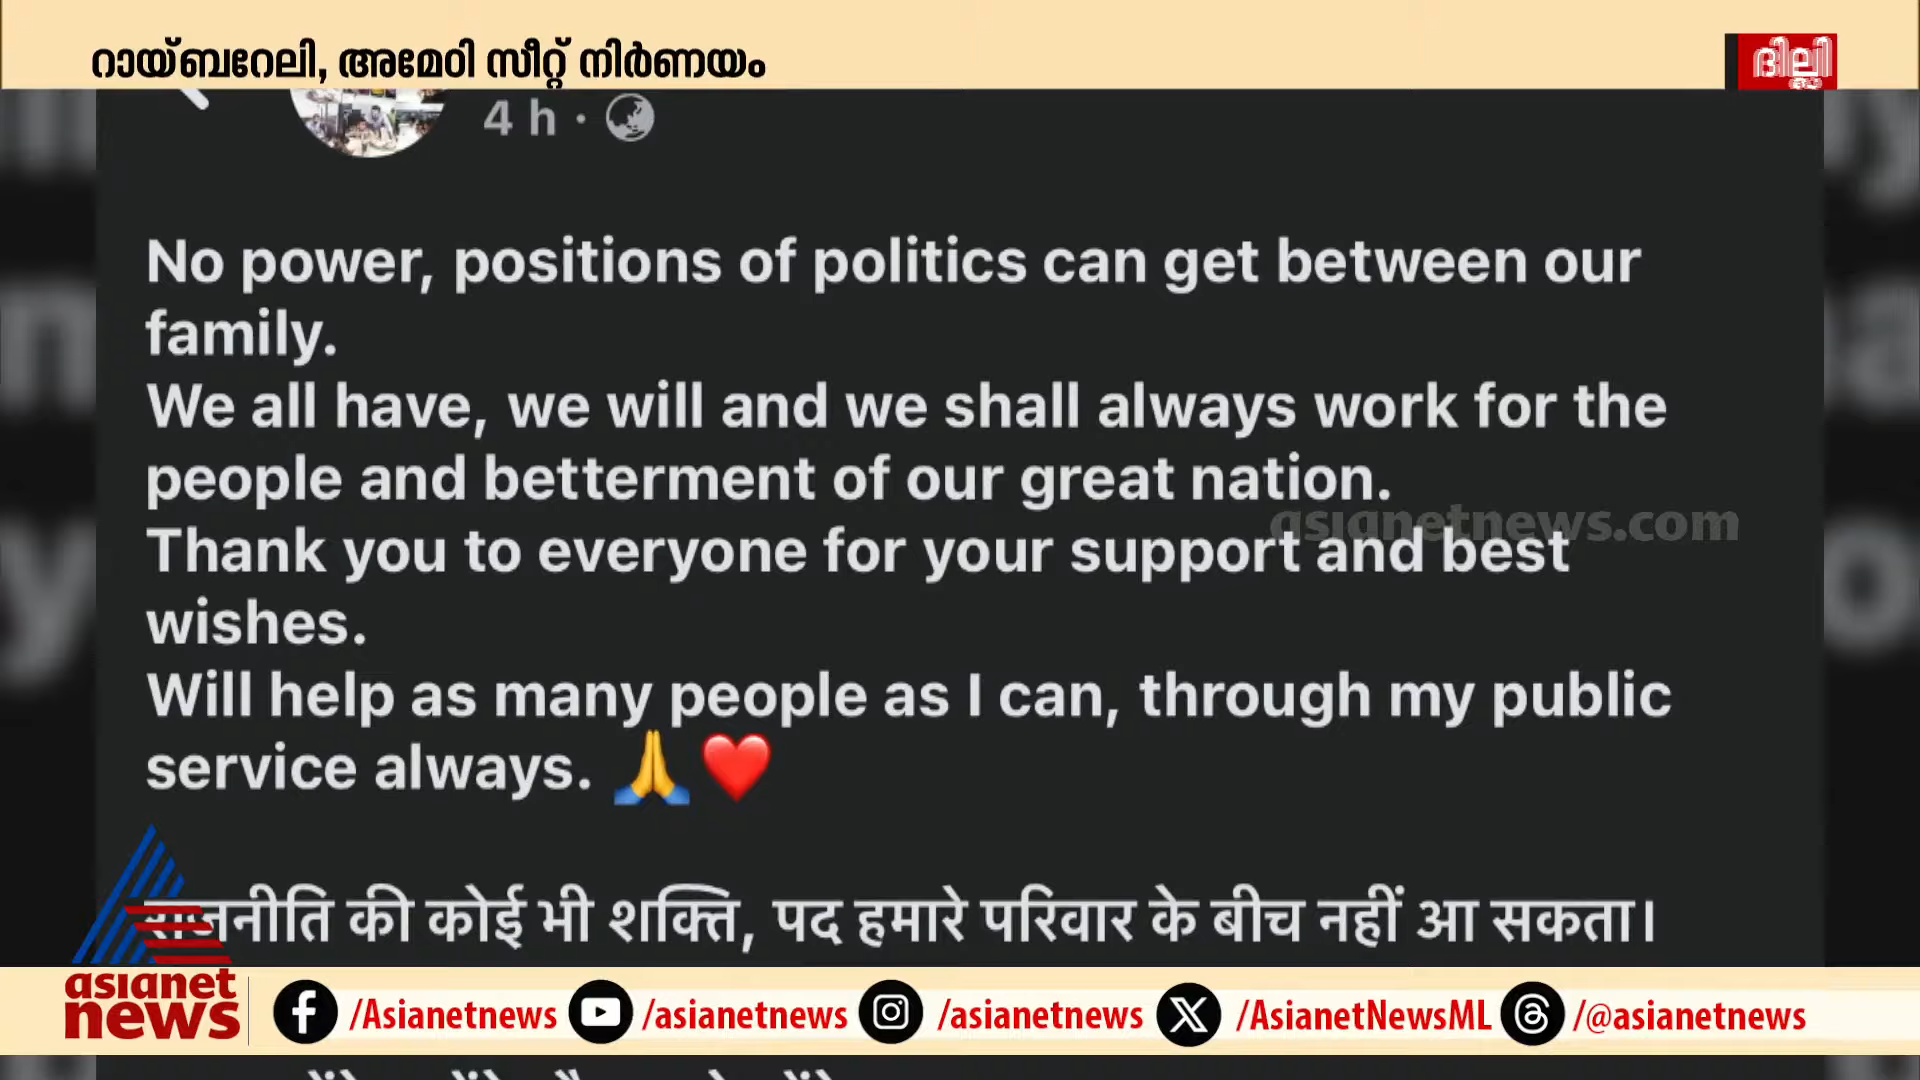 റായ്ബറേലി, അമേഠി സീറ്റ് നിർണയം
ദില്ലി
4 h ·
No power, positions of politics can get between our
family.
We all have, we will and we shall always work for the
people and betterment of our great nation.
asianetnews.com
Thank you to everyone for your support and best
wishes.
Will help as many people as I can, through my public
service always. 🙏❤️
राजनीति की कोई भी शक्ति, पद हमारे परिवार के बीच नहीं आ सकता।
asianet
news
/Asianetnews
/asianetnews
/asianetnews
/AsianetNewsML
/@asianetnews